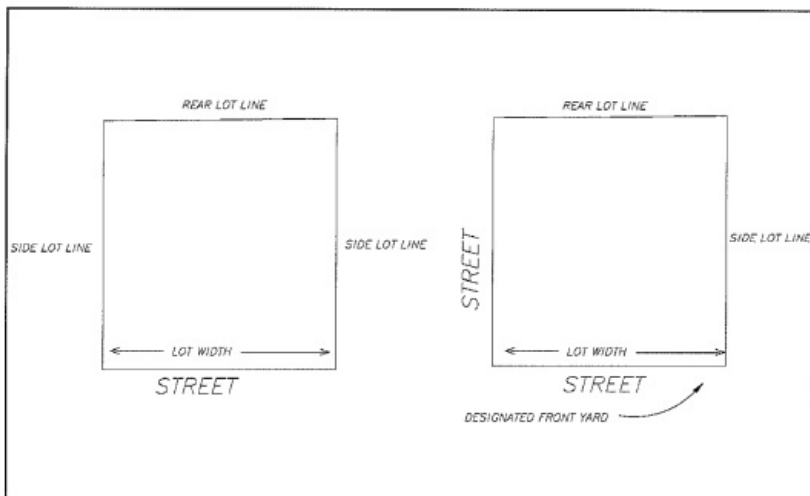 REAR LOT LINE
SIDE LOT LINE
SIDE LOT LINE
LOT WIDTH
STREET
REAR LOT LINE
STREET
SIDE LOT LINE
LOT WIDTH
STREET
DESIGNATED FRONT YARD